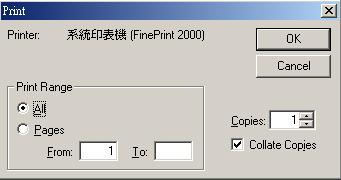 Print
Printer: 系統印表機 (FinePrint 2000)
OK
Cancel
Print Range
All
Pages
From: 1 To:
Copies: 1
Collate Copies